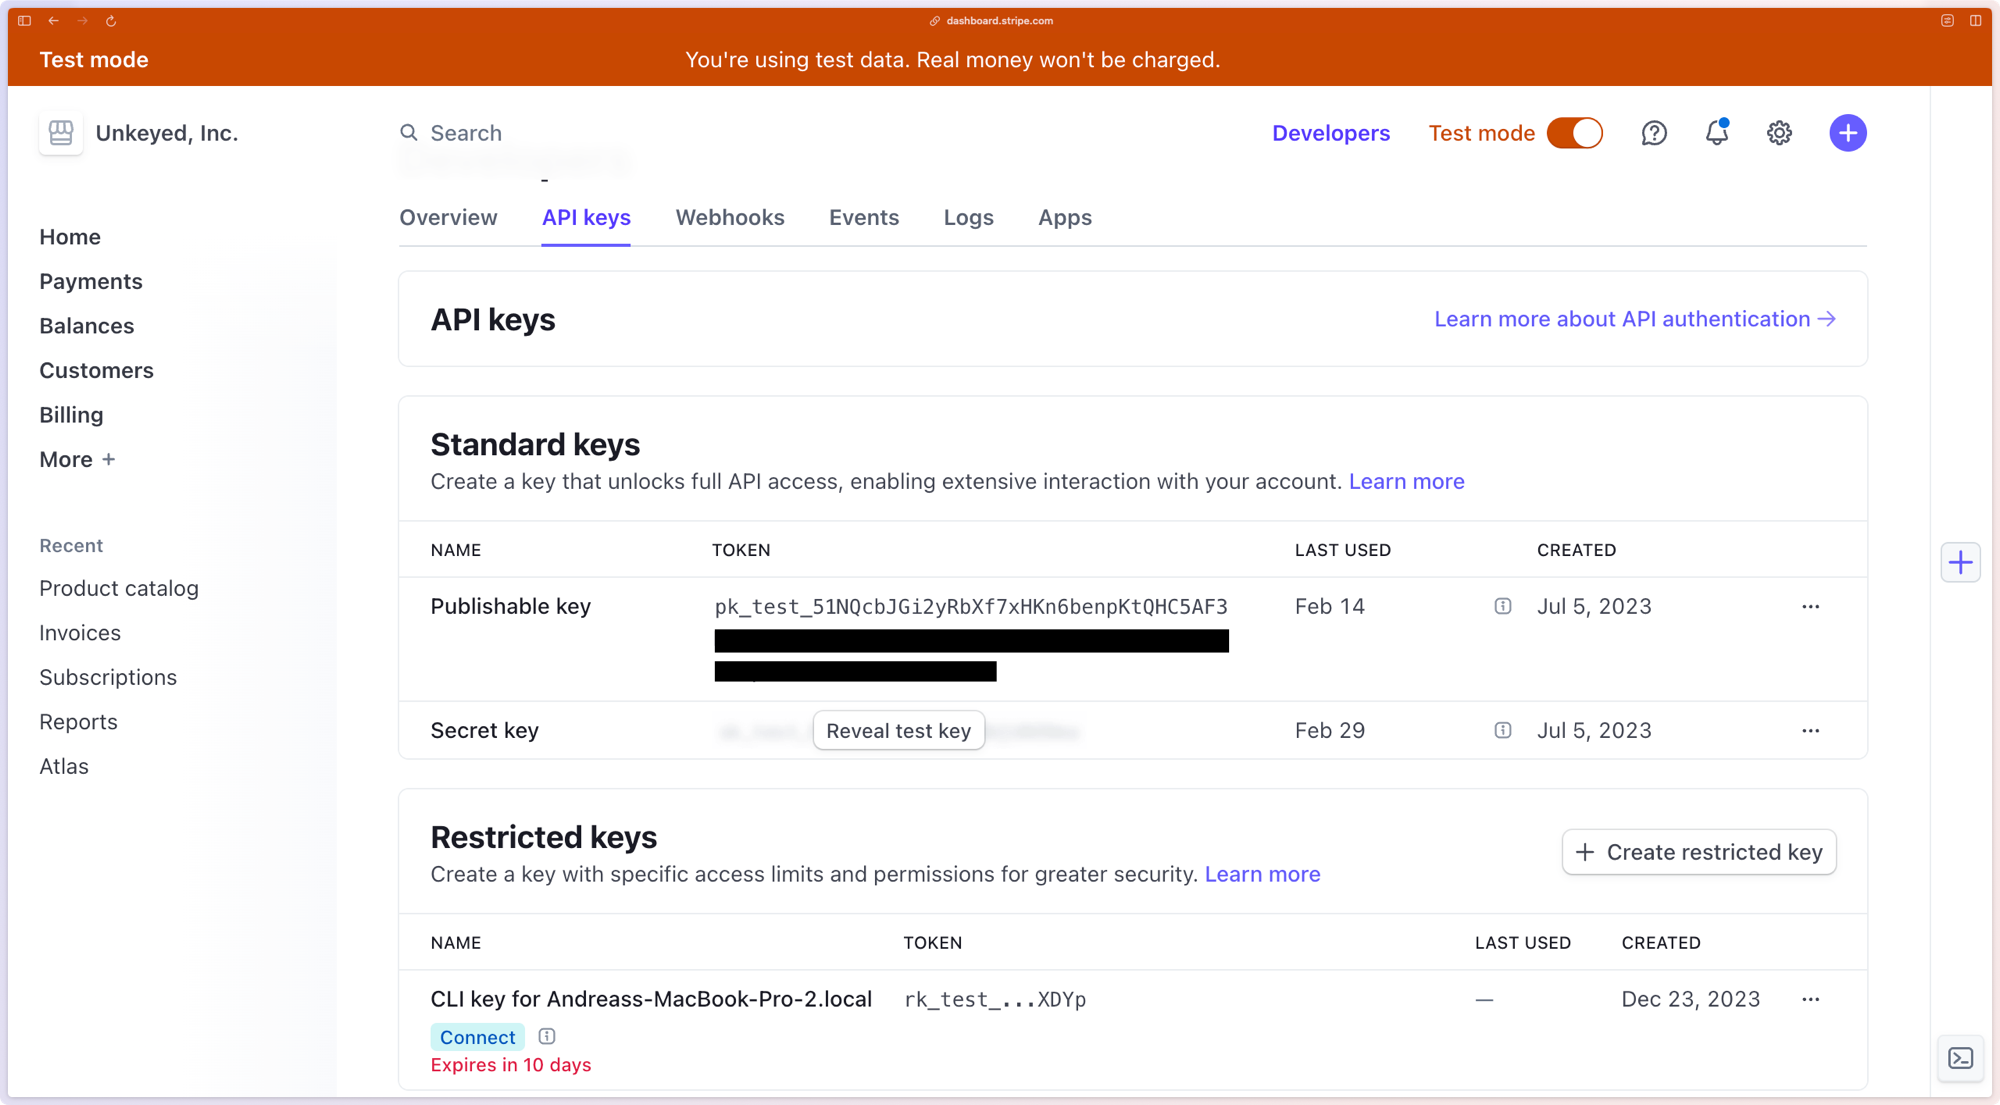 dashboard.stripe.com
Test mode
You're using test data. Real money won't be charged.
Unkeyed, Inc.
Search
Developers
Test mode
Home
Payments
Balances
Customers
Billing
More +
Recent
Product catalog
Invoices
Subscriptions
Reports
Atlas
Overview API keys Webhooks Events Logs Apps
API keys
Learn more about API authentication →
Standard keys
Create a key that unlocks full API access, enabling extensive interaction with your account. Learn more
NAME TOKEN LAST USED CREATED
Publishable key pk_test_51NQcbJGi2yRbXf7xHKn6benpKtQHC5AF3 Feb 14 Jul 5, 2023 ...
Secret key Reveal test key Feb 29 Jul 5, 2023 ...
Restricted keys
Create a key with specific access limits and permissions for greater security. Learn more
+ Create restricted key
NAME TOKEN LAST USED CREATED
CLI key for Andreass-MacBook-Pro-2.local rk_test_...XDYp — Dec 23, 2023 ...
Connect
Expires in 10 days